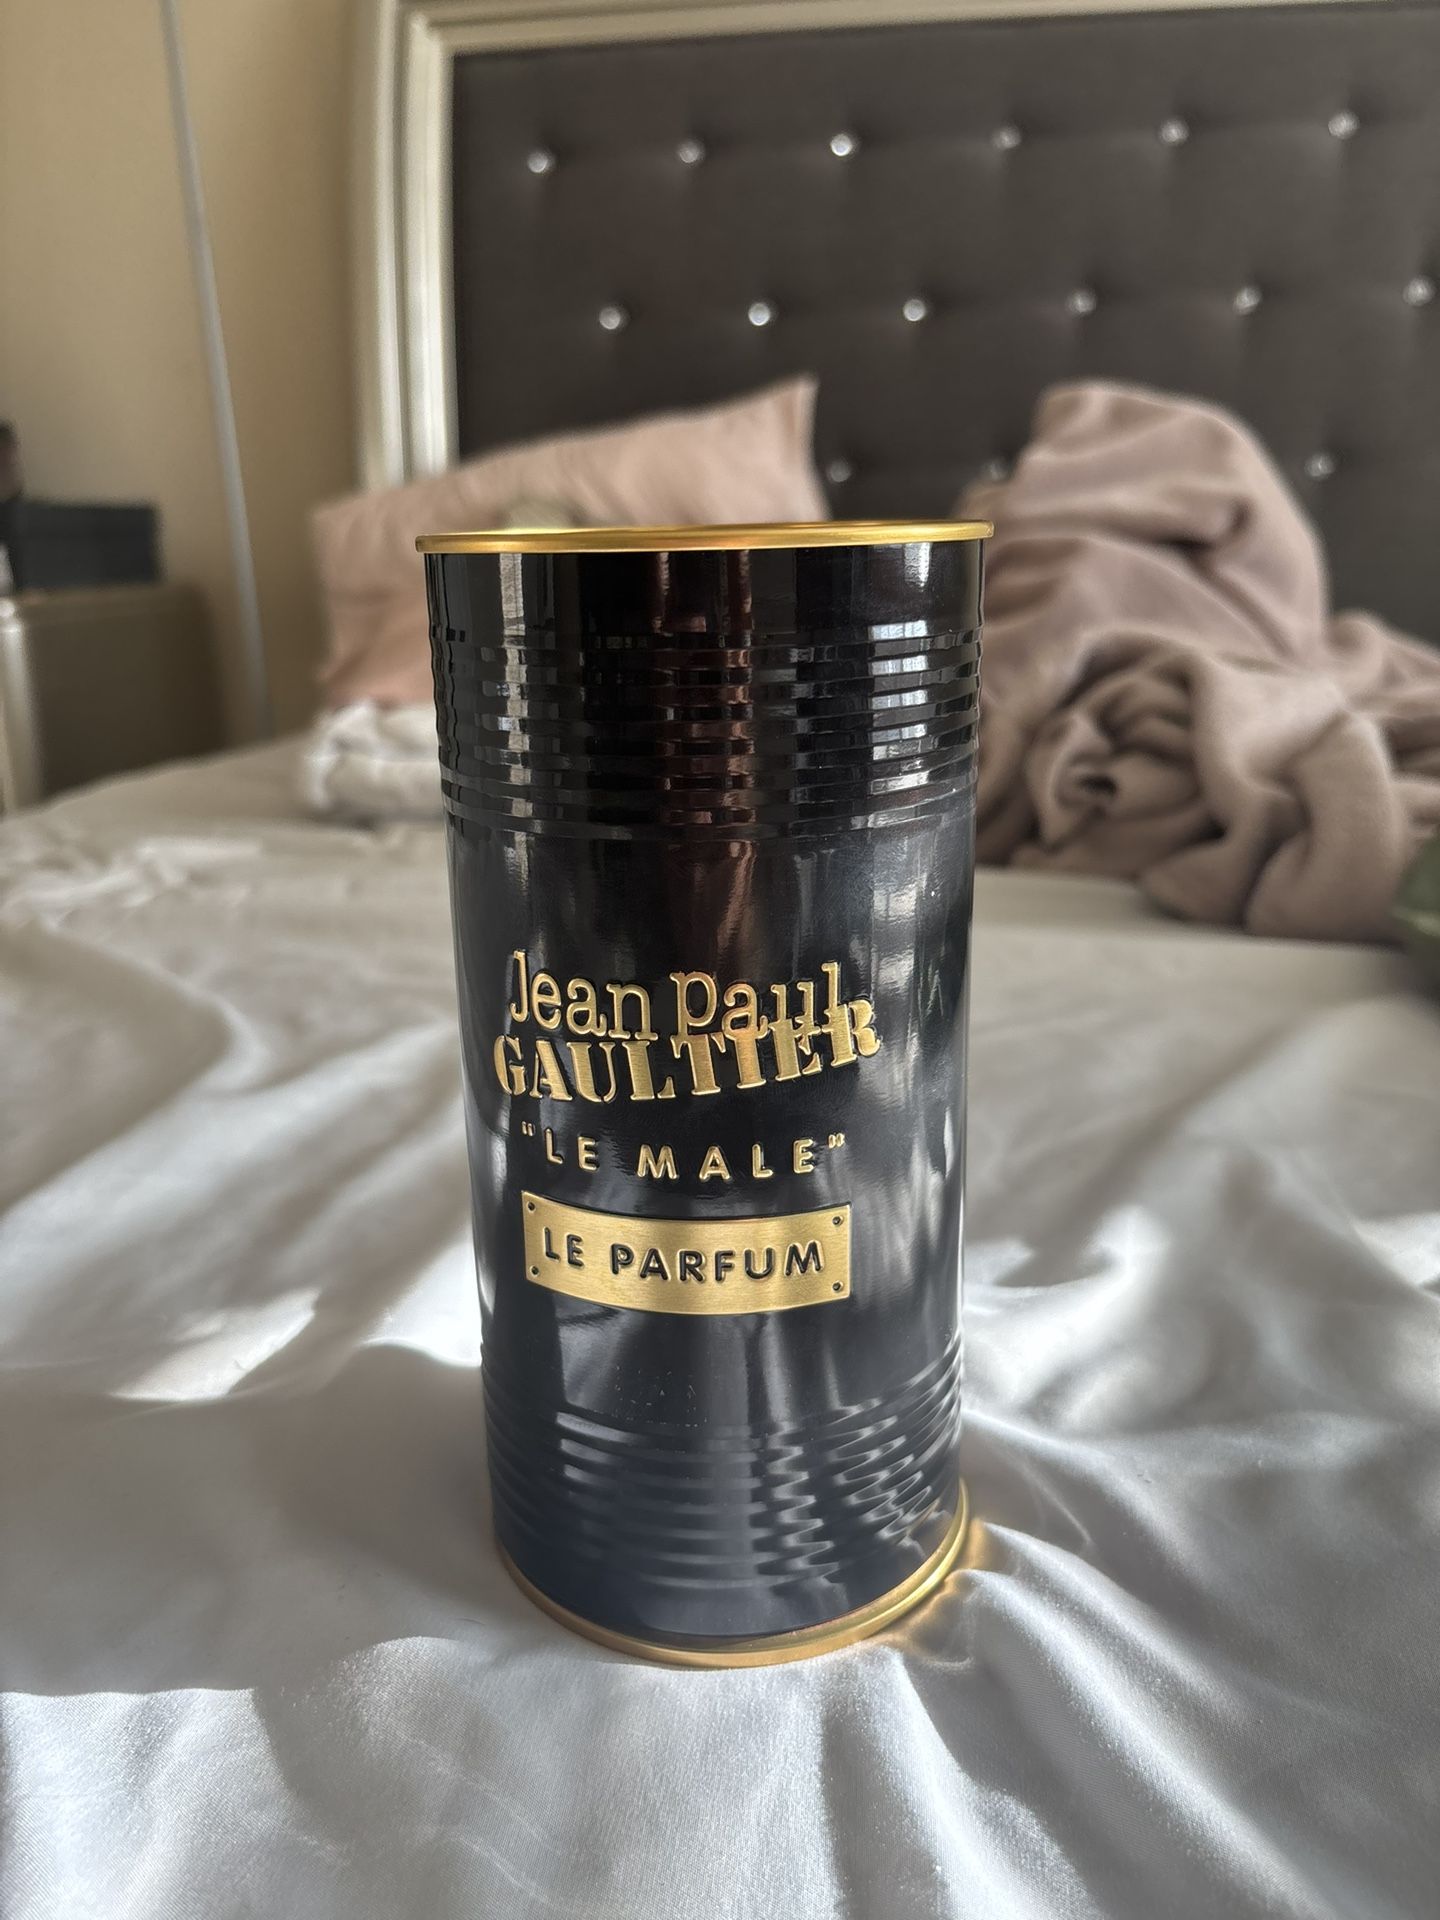 Jean Paul
GAULTIER
"LE MALE"
LE PARFUM